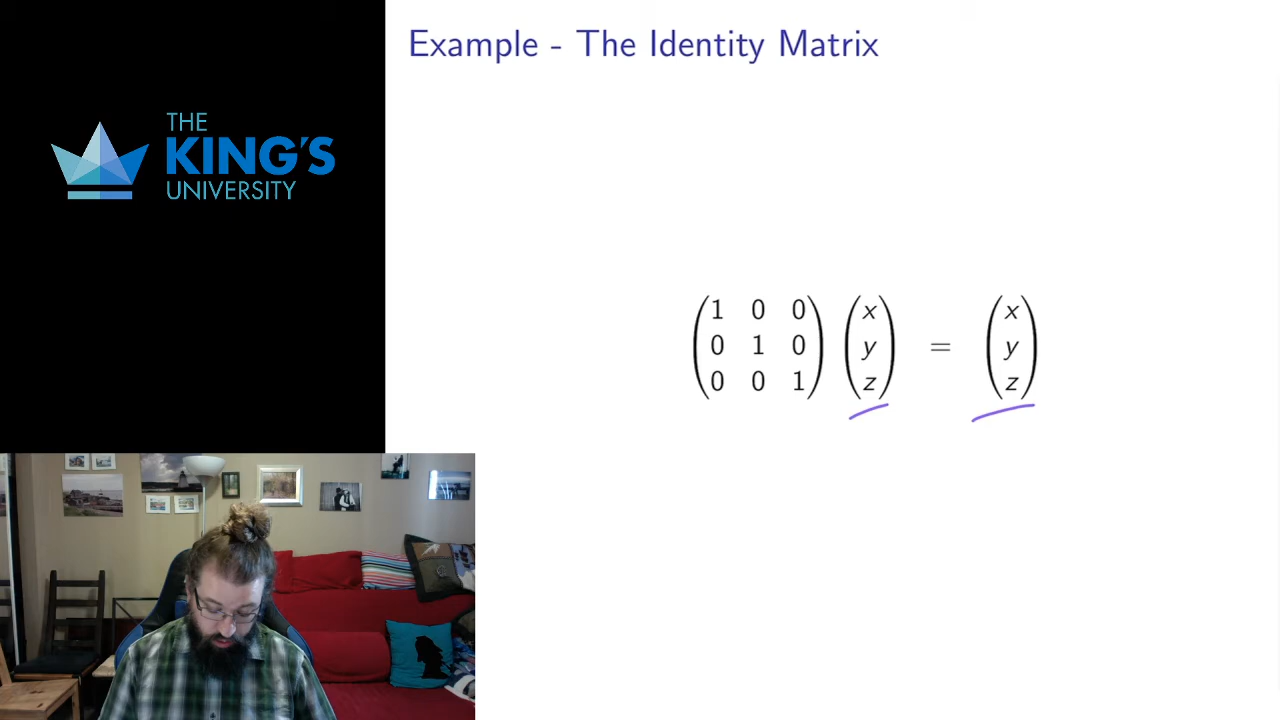 THE
KING'S
UNIVERSITY
Example - The Identity Matrix
1 0 0 x x
0 1 0 y = y
0 0 1 z z